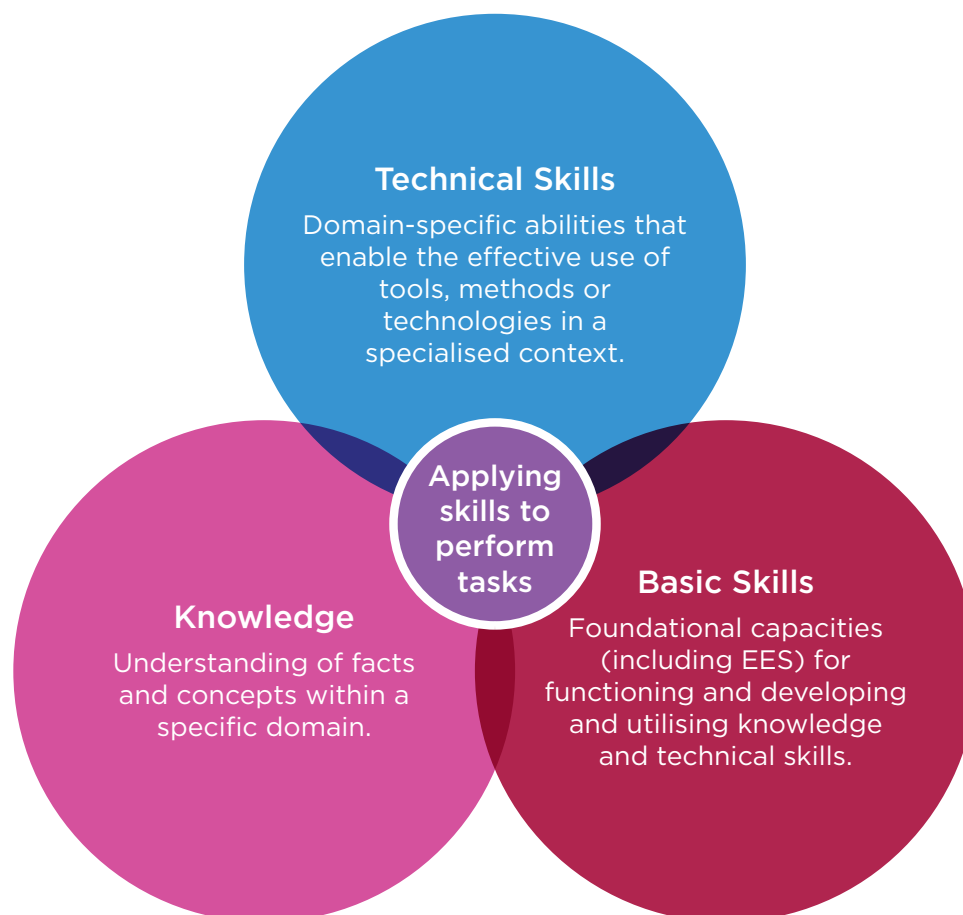 Technical Skills
Domain-specific abilities that
enable the effective use of
tools, methods or
technologies in a
specialised context.
Applying
skills to
perform
tasks
Knowledge
Understanding of facts
and concepts within a
specific domain.
Basic Skills
Foundational capacities
(including EES) for
functioning and developing
and utilising knowledge
and technical skills.